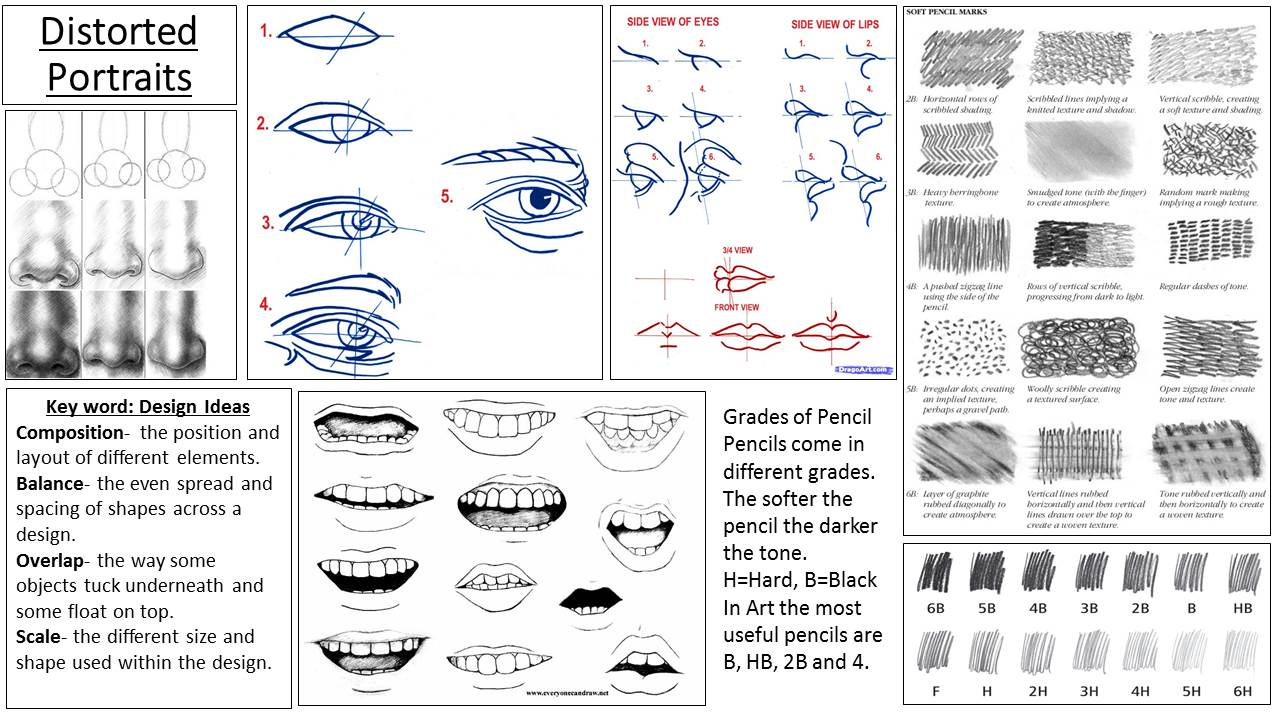 Distorted
Portraits
1.
2.
3.
4.
5.
SIDE VIEW OF EYES
1.
2.
3.
4.
5.
6.
SIDE VIEW OF LIPS
1.
2.
3.
4.
5.
6.
3/4 VIEW
FRONT VIEW
DragoArt.com
SOFT PENCIL MARKS
2B: Horizontal rows of
scribbled shading.
Scribbled lines implying a
knitted texture and shadow.
Vertical scribble, creating
a soft texture and shading.
3B: Heavy herringbone
texture.
Smudged tone (with the finger)
to create atmosphere.
Random mark making
implying a rough texture.
4B: A pushed zigzag line
using the side of the
pencil.
Rows of vertical scribble,
progressing from dark to light.
Regular dashes of tone.
5B: Irregular dots, creating
an implied texture,
perhaps a gravel path.
Woolly scribble creating
a textured surface.
Open zigzag lines create
tone and texture.
6B: Layer of graphite
rubbed diagonally to
create atmosphere.
Vertical lines rubbed
horizontally and then vertical
lines drawn over the top to
create a woven texture.
Tone rubbed vertically and
then horizontally to create
a woven texture.
Key word: Design Ideas
Composition- the position and
layout of different elements.
Balance- the even spread and
spacing of shapes across a
design.
Overlap- the way some
objects tuck underneath and
some float on top.
Scale- the different size and
shape used within the design.
www.everyonecandraw.net
Grades of Pencil
Pencils come in
different grades.
The softer the
pencil the darker
the tone.
H=Hard, B=Black
In Art the most
useful pencils are
B, HB, 2B and 4.
6B 5B 4B 3B 2B B HB
F H 2H 3H 4H 5H 6H